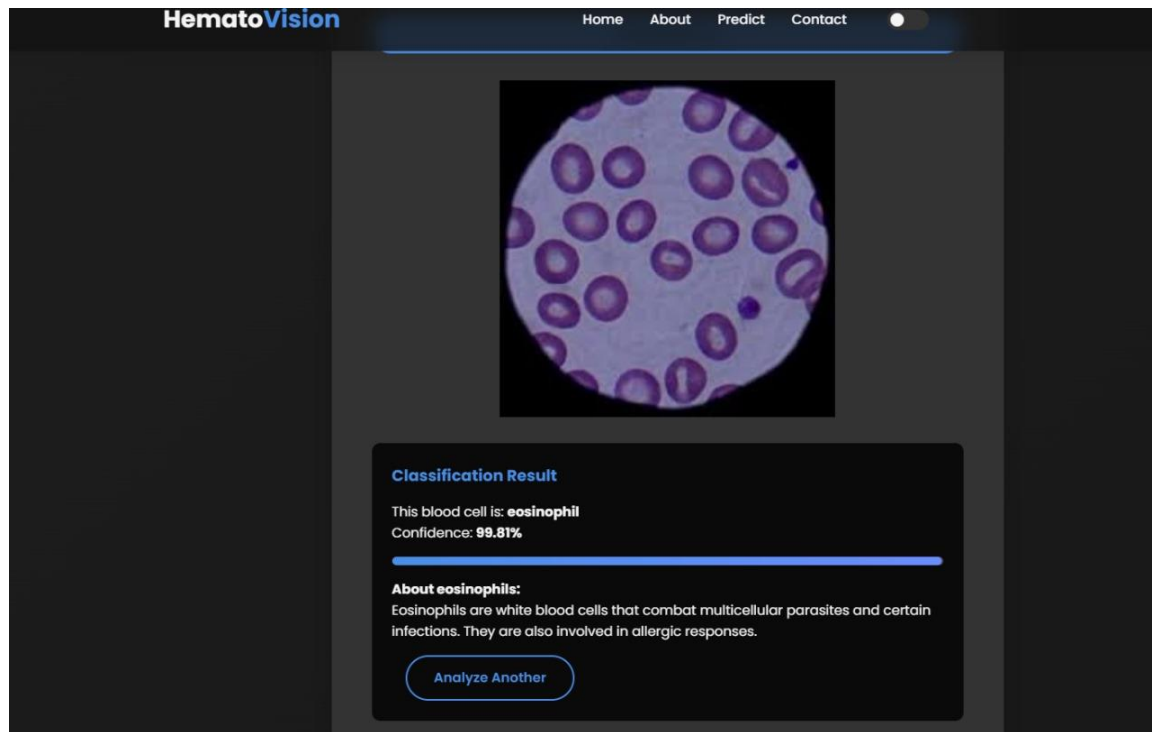 HematoVision
Home About Predict Contact
Classification Result
This blood cell is: eosinophil
Confidence: 99.81%
About eosinophils:
Eosinophils are white blood cells that combat multicellular parasites and certain
infections. They are also involved in allergic responses.
Analyze Another